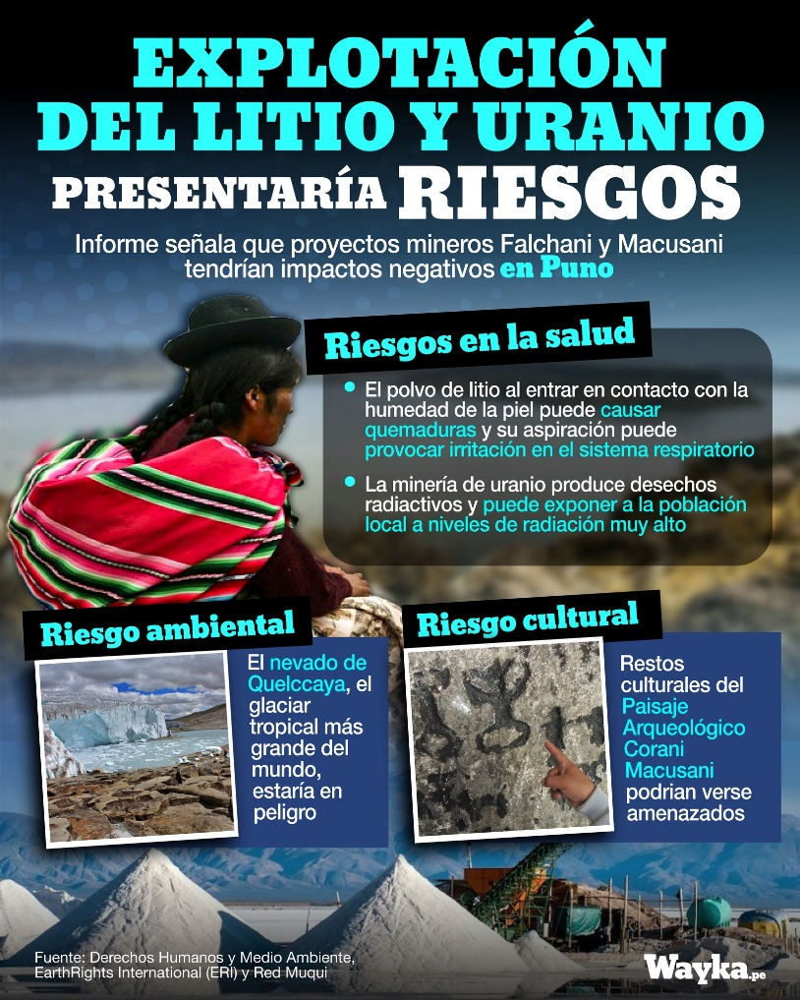 EXPLOTACIÓN
DEL LITIO Y URANIO
PRESENTARÍA RIESGOS
Informe señala que proyectos mineros Falchani y Macusani
tendrían impactos negativos en Puno
Riesgos en la salud
• El polvo de litio al entrar en contacto con la
humedad de la piel puede causar
quemaduras y su aspiración puede
provocar irritación en el sistema respiratorio
• La minería de uranio produce desechos
radiactivos y puede exponer a la población
local a niveles de radiación muy alto
Riesgo ambiental
El nevado de
Quelccaya, el
glaciar
tropical más
grande del
mundo,
estaría en
peligro
Riesgo cultural
Restos
culturales del
Paisaje
Arqueológico
Corani
Macusani
podrian verse
amenazados
Fuente: Derechos Humanos y Medio Ambiente,
EarthRights International (ERI) y Red Muqui
Wayka.pe